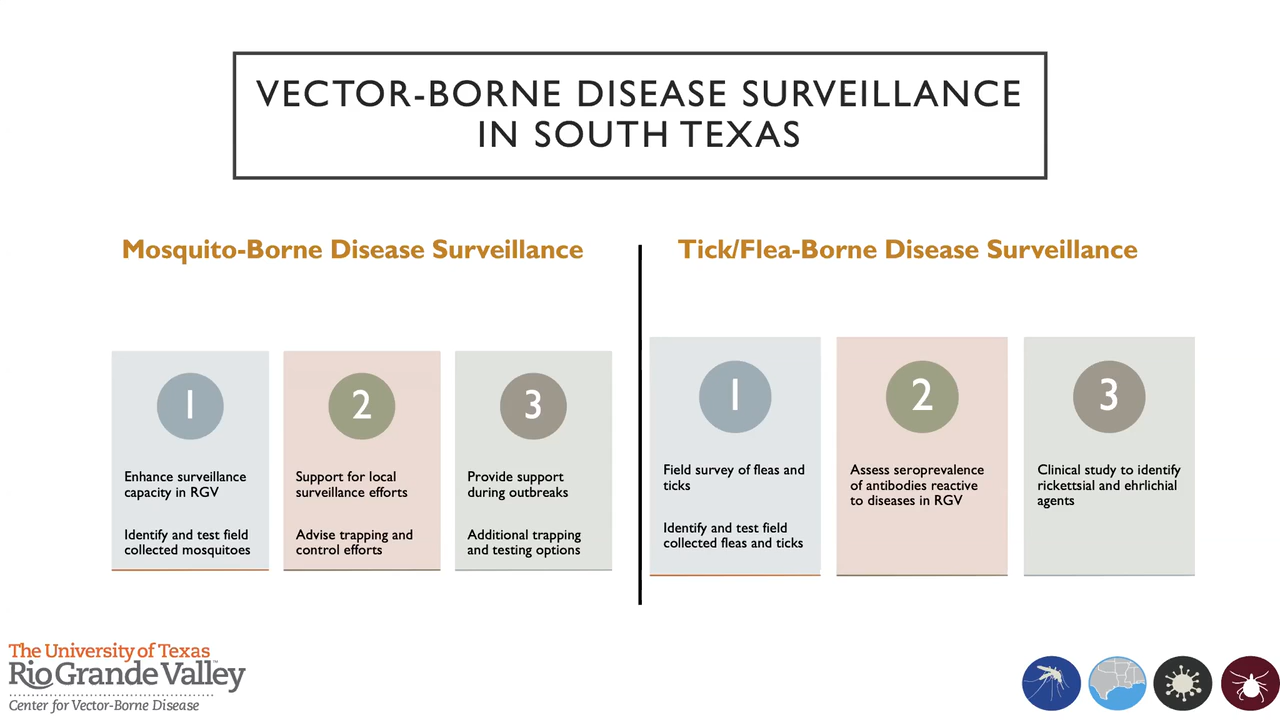 VECTOR-BORNE DISEASE SURVEILLANCE
IN SOUTH TEXAS
Mosquito-Borne Disease Surveillance
1
Enhance surveillance
capacity in RGV
Identify and test field
collected mosquitoes
2
Support for local
surveillance efforts
Advise trapping and
control efforts
3
Provide support
during outbreaks
Additional trapping
and testing options
Tick/Flea-Borne Disease Surveillance
1
Field survey of fleas and
ticks
Identify and test field
collected fleas and ticks
2
Assess seroprevalence
of antibodies reactive
to diseases in RGV
3
Clinical study to identify
rickettsial and ehrlichial
agents
The University of Texas
Rio Grande Valley™
Center for Vector-Borne Disease